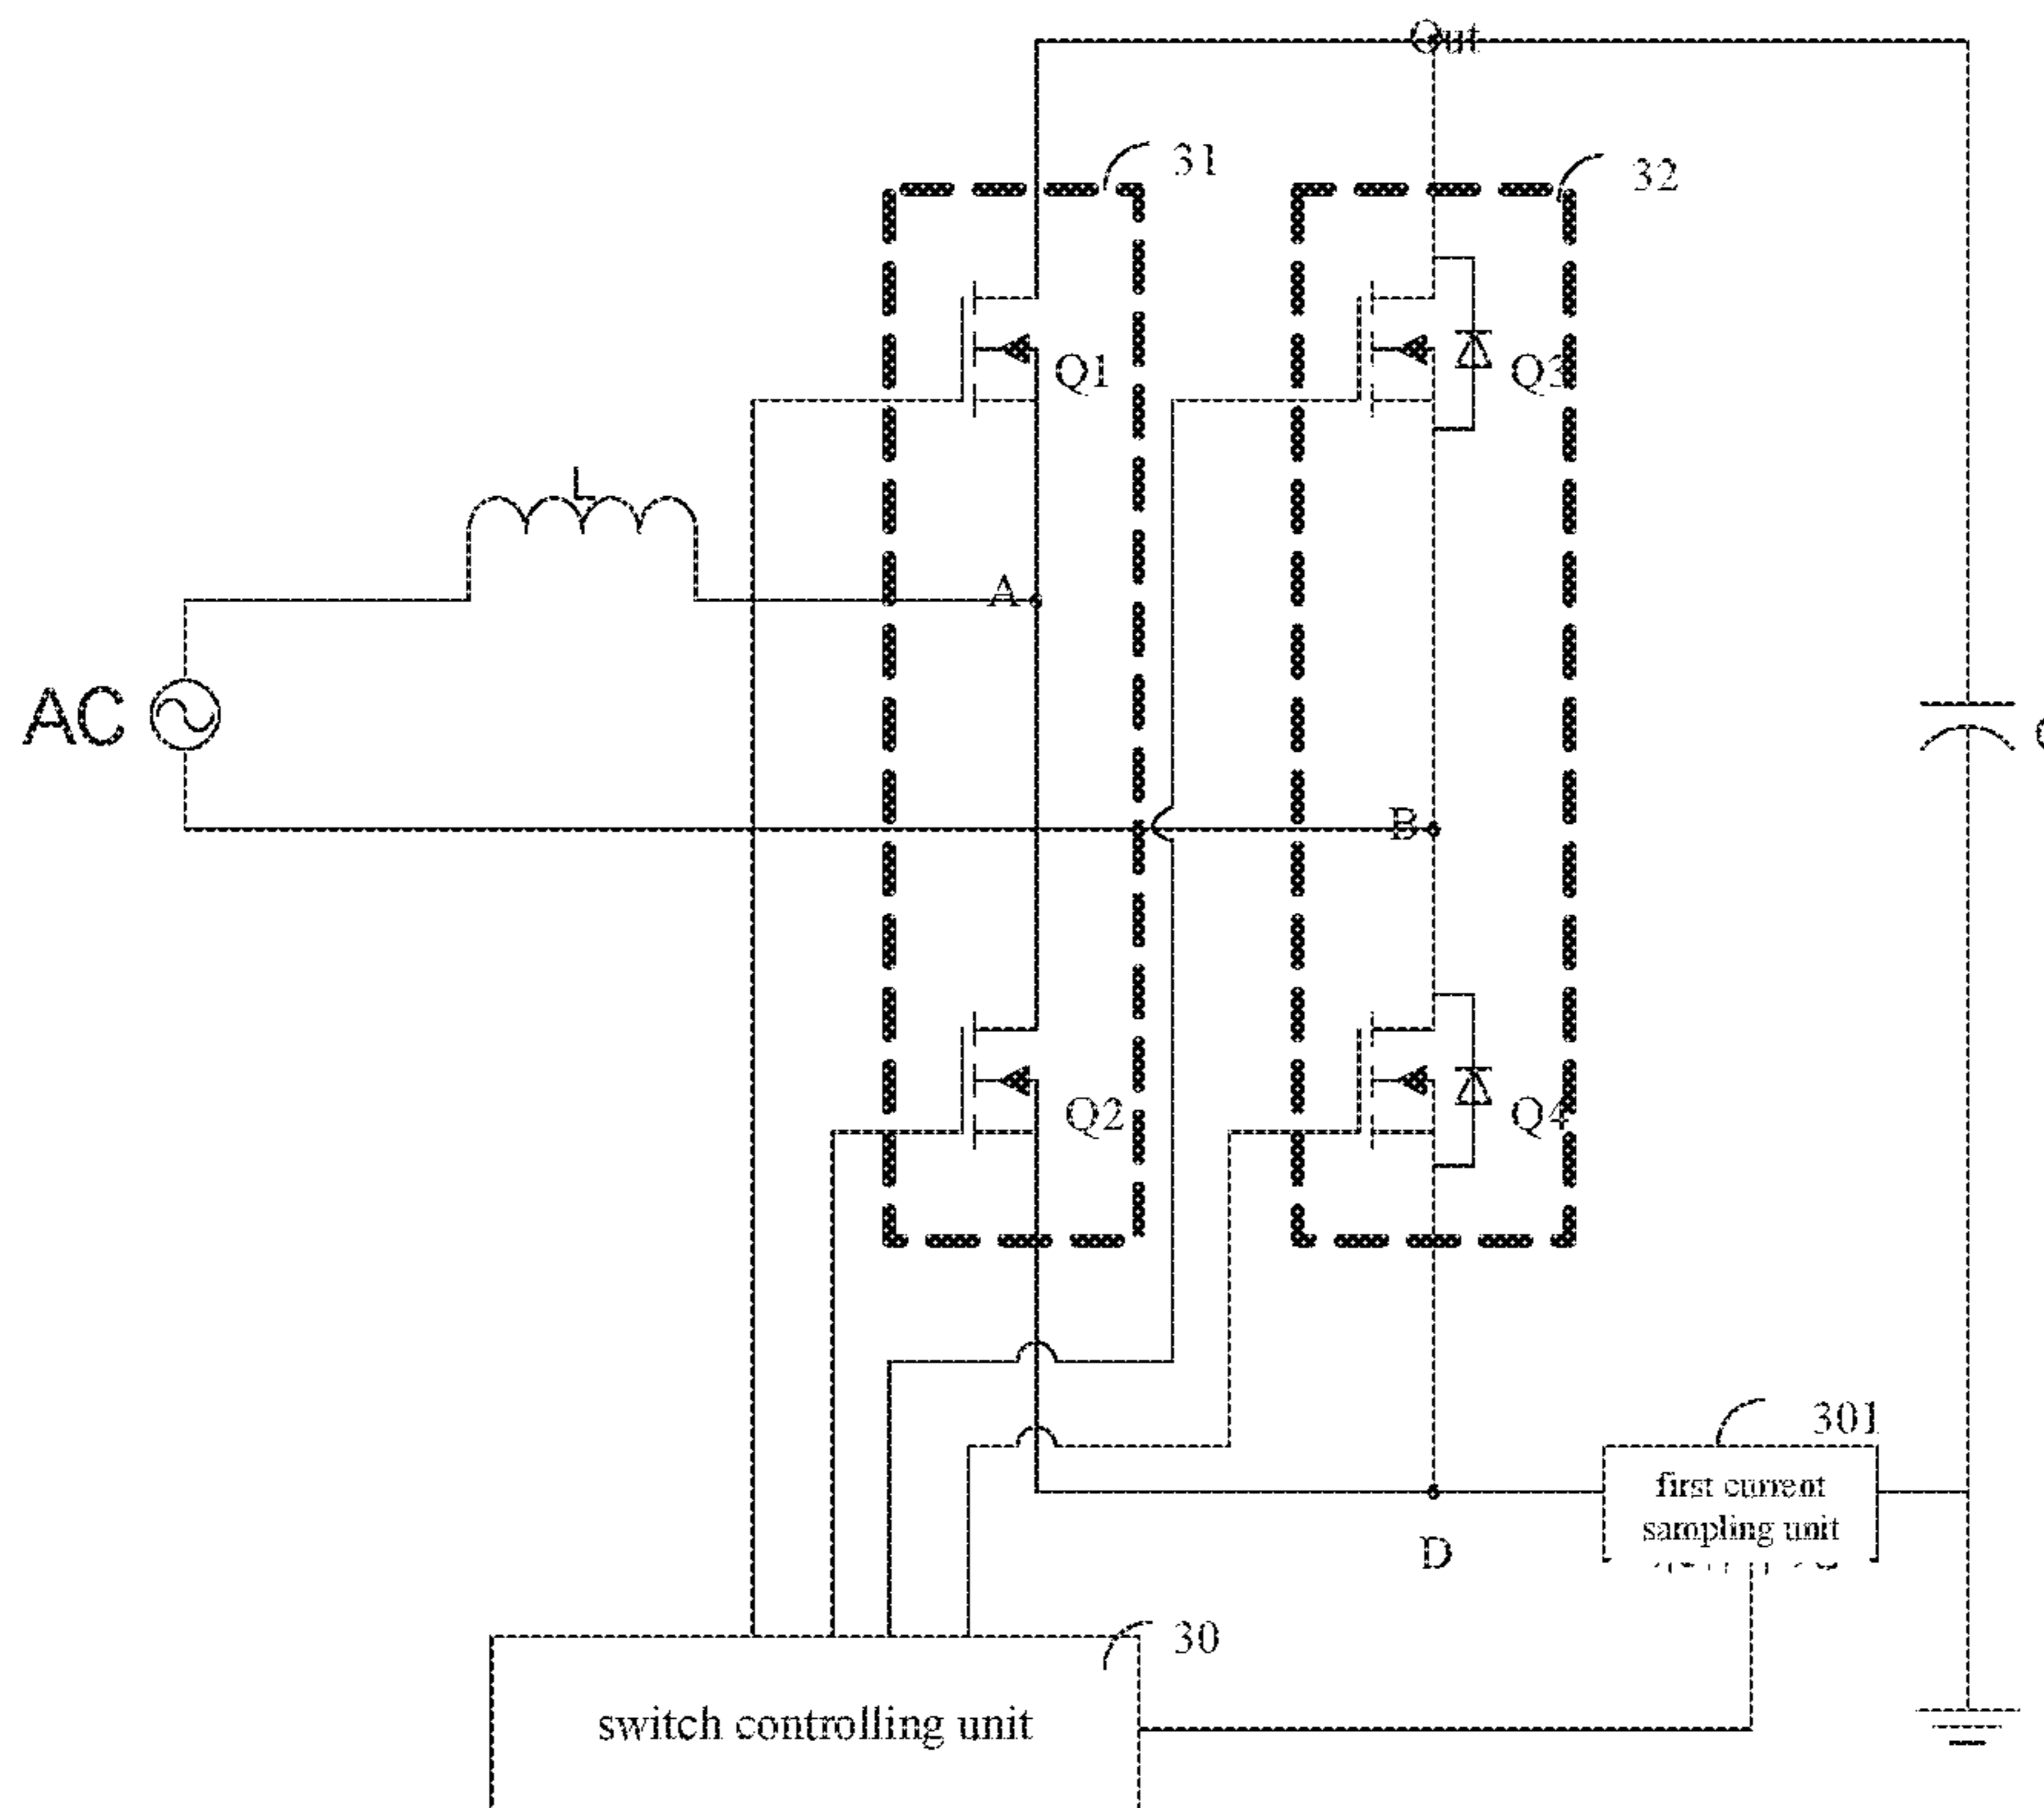 Out
31
32
Q1
Q3
L
A
AC
B
Q2
Q4
301
first current
sampling unit
D
30
switch controlling unit